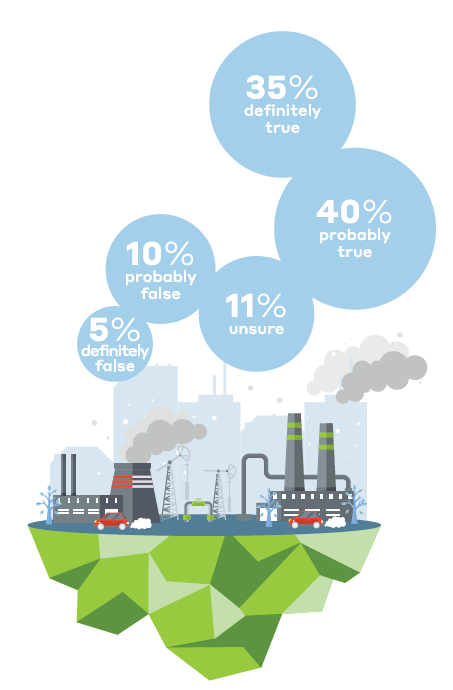 35%
definitely
true
40%
probably
true
10%
probably
false
11%
unsure
5%
definitely
false